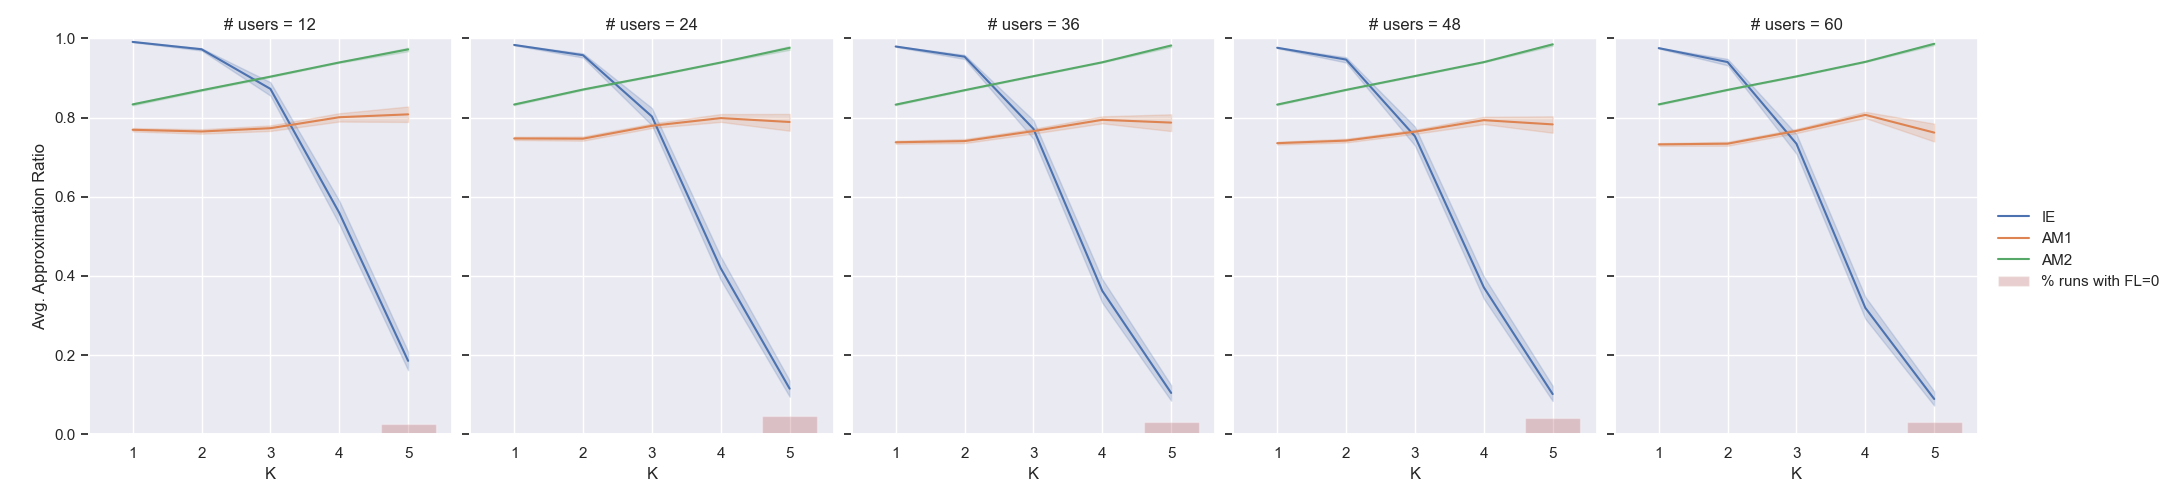 # users = 12
# users = 24
# users = 36
# users = 48
# users = 60
Avg. Approximation Ratio
1.0
0.8
0.6
0.4
0.2
0.0
1 2 3 4 5
1 2 3 4 5
1 2 3 4 5
1 2 3 4 5
1 2 3 4 5
K
K
K
K
K
IE
AM1
AM2
% runs with FL=0